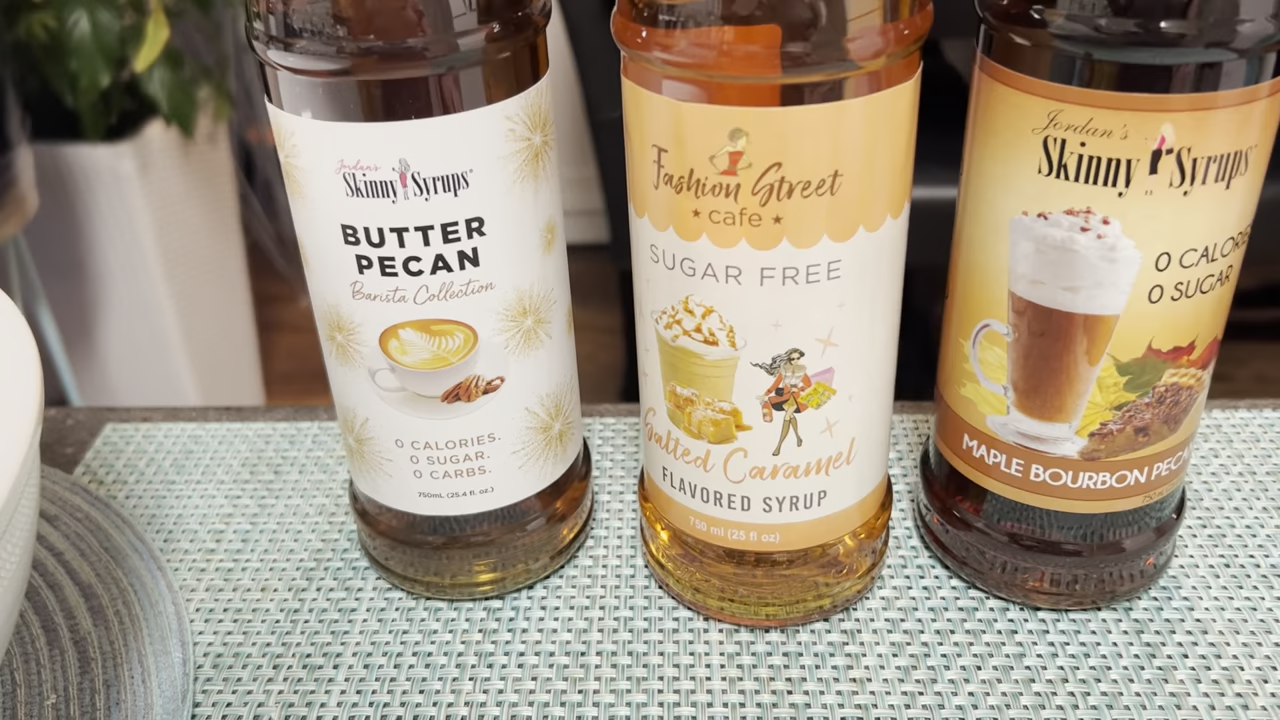 Jordan's
Skinny Syrups
BUTTER
PECAN
Barista Collection
0 CALORIES.
0 SUGAR.
0 CARBS.
750mL (25.4 fl. oz.)
Fashion Street
cafe
SUGAR FREE
Salted Caramel
FLAVORED SYRUP
750 ml (25 fl oz)
Jordan's
Skinny Syrups
0 CALORIE
0 SUGAR
MAPLE BOURBON PECA